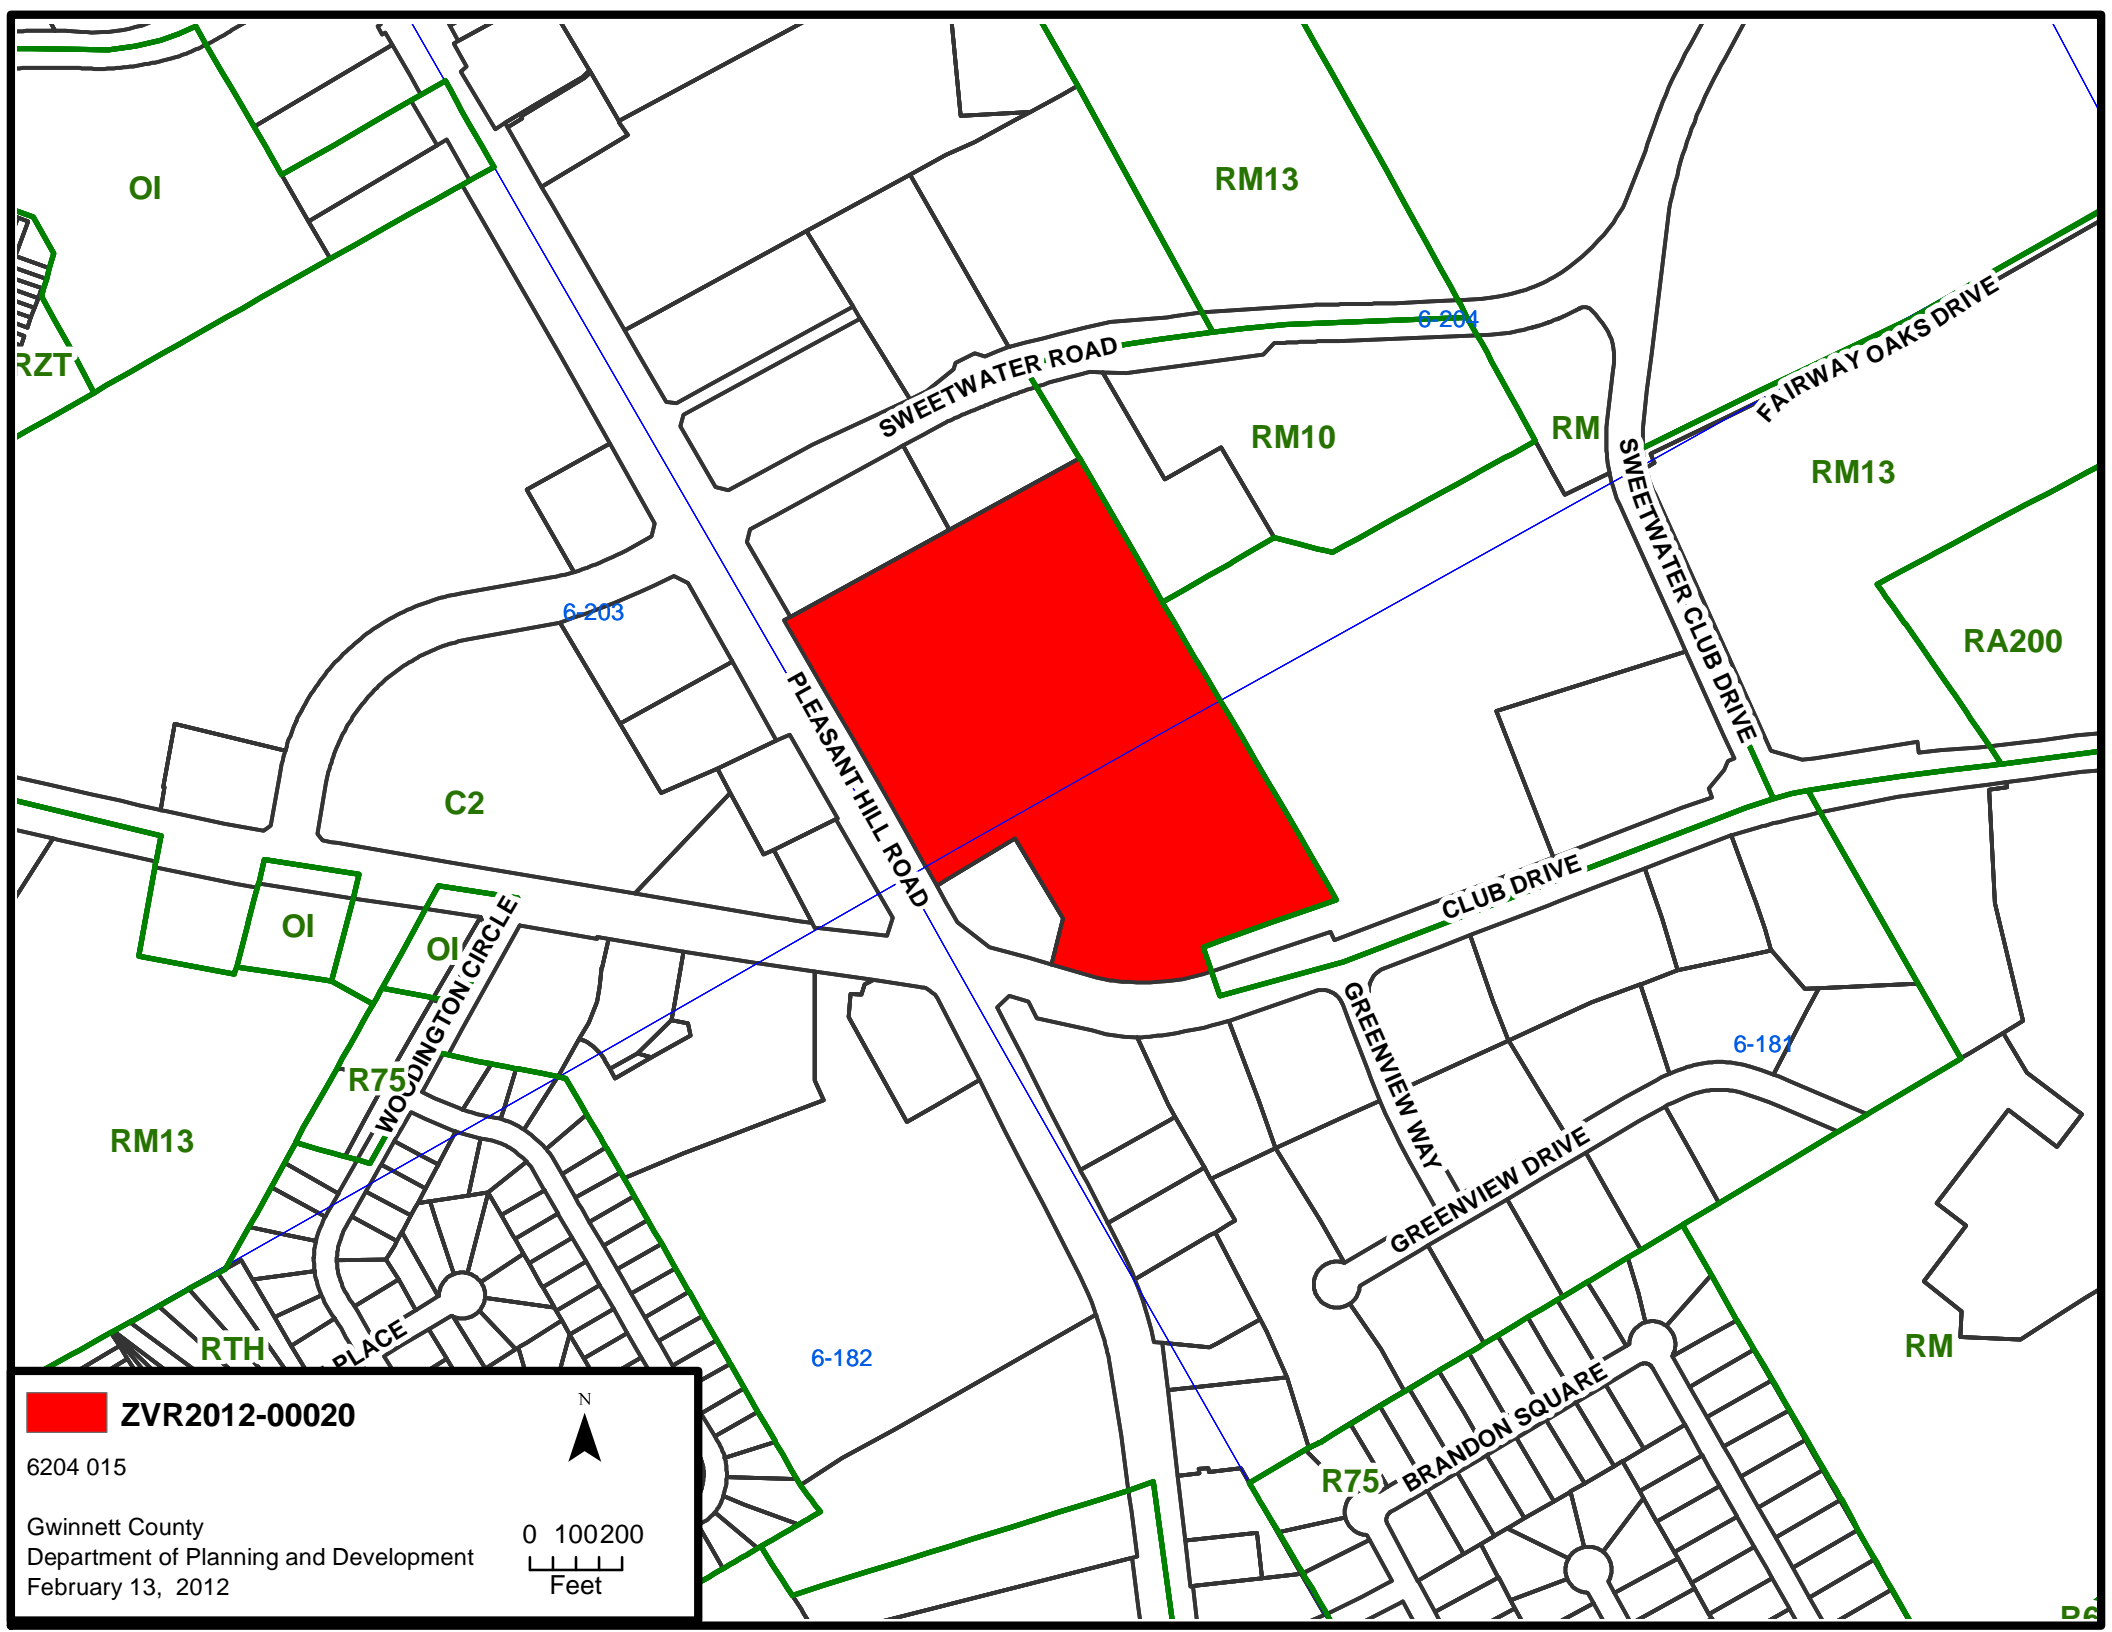 OI
RM13
RZT
6-204
SWEETWATER ROAD
FAIRWAY OAKS DRIVE
RM10
RM
RM13
SWEETWATER CLUB DRIVE
6-203
RA200
PLEASANT HILL ROAD
C2
CLUB DRIVE
OI
OI
WOODINGTON CIRCLE
GREENVIEW WAY
6-181
R75
RM13
GREENVIEW DRIVE
RTH
PLACE
6-182
RM
BRANDON SQUARE
R75
ZVR2012-00020
N
6204 015
Gwinnett County
Department of Planning and Development
February 13, 2012
0 100200
Feet